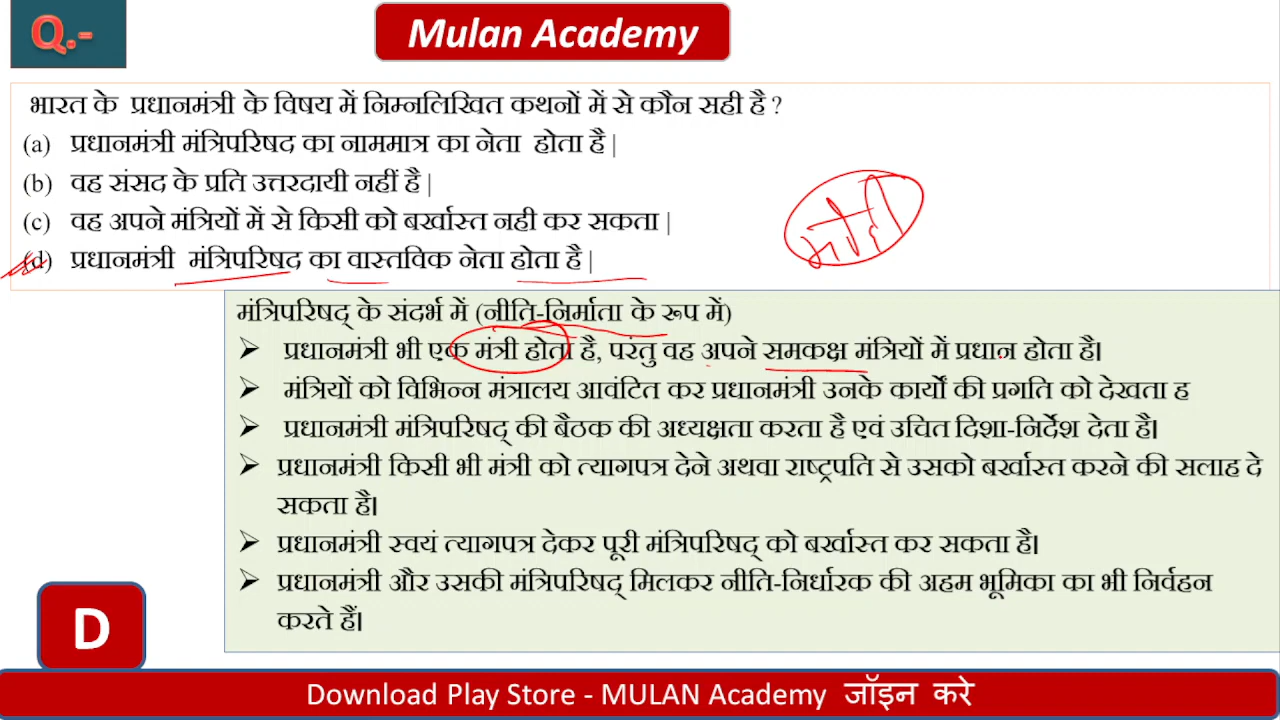 Q.-
Mulan Academy
भारत के प्रधानमंत्री के विषय में निम्नलिखित कथनों में से कौन सही है ?
(a) प्रधानमंत्री मंत्रिपरिषद का नाममात्र का नेता होता है |
(b) वह संसद के प्रति उत्तरदायी नहीं है |
(c) वह अपने मंत्रियों में से किसी को बर्खास्त नही कर सकता |
(d) प्रधानमंत्री मंत्रिपरिषद का वास्तविक नेता होता है |
मंत्रिपरिषद् के संदर्भ में (नीति-निर्माता के रूप में)
➢ प्रधानमंत्री भी एक मंत्री होता है, परंतु वह अपने समकक्ष मंत्रियों में प्रधान होता है।
➢ मंत्रियों को विभिन्न मंत्रालय आवंटित कर प्रधानमंत्री उनके कार्यों की प्रगति को देखता ह
➢ प्रधानमंत्री मंत्रिपरिषद् की बैठक की अध्यक्षता करता है एवं उचित दिशा-निर्देश देता है।
➢ प्रधानमंत्री किसी भी मंत्री को त्यागपत्र देने अथवा राष्ट्रपति से उसको बर्खास्त करने की सलाह दे
सकता है।
➢ प्रधानमंत्री स्वयं त्यागपत्र देकर पूरी मंत्रिपरिषद् को बर्खास्त कर सकता है।
➢ प्रधानमंत्री और उसकी मंत्रिपरिषद् मिलकर नीति-निर्धारक की अहम भूमिका का भी निर्वहन
करते हैं।
D
Download Play Store - MULAN Academy जॉइन करे